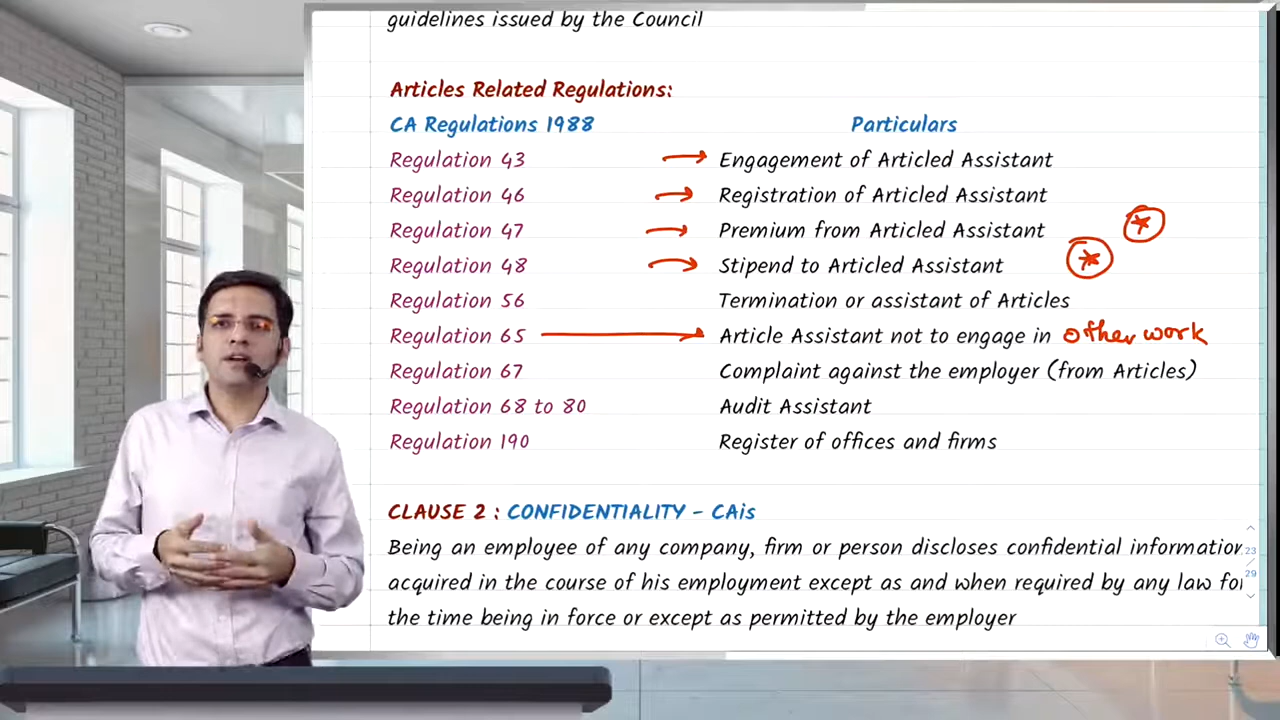 guidelines issued by the Council
Articles Related Regulations:
CA Regulations 1988 Particulars
Regulation 43 Engagement of Articled Assistant
Regulation 46 Registration of Articled Assistant
Regulation 47 Premium from Articled Assistant
Regulation 48 Stipend to Articled Assistant
Regulation 56 Termination or assistant of Articles
Regulation 65 Article Assistant not to engage in other work
Regulation 67 Complaint against the employer (from Articles)
Regulation 68 to 80 Audit Assistant
Regulation 190 Register of offices and firms
CLAUSE 2 : CONFIDENTIALITY - CAis
Being an employee of any company, firm or person discloses confidential information
acquired in the course of his employment except as and when required by any law for
the time being in force or except as permitted by the employer
23
/
29